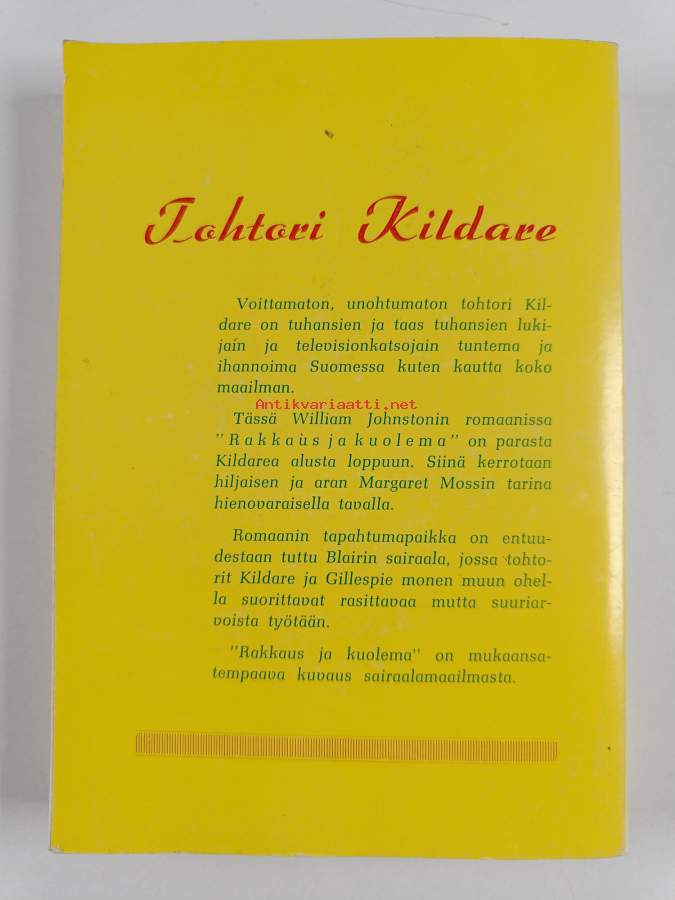 Tohtori Kildare
Voittamaton, unohtumaton tohtori Kil-
dare on tuhansien ja taas tuhansien luki-
jain ja televisionkatsojain tuntema ja
ihannoima Suomessa kuten kautta koko
maailman.
Antikvariaatti.net
Tässä William Johnstonin romaanissa
"Rakkaus ja kuolema" on parasta
Kildarea alusta loppuun. Siinä kerrotaan
hiljaisen ja aran Margaret Mossin tarina
hienovaraisella tavalla.
Romaanin tapahtumapaikka on entuu-
destaan tuttu Blairin sairaala, jossa tohto-
rit Kildare ja Gillespie monen muun ohel-
la suorittavat rasittavaa mutta suuriar-
voista työtään.
"Rakkaus ja kuolema" on mukaansa-
tempaava kuvaus sairaalamaailmasta.